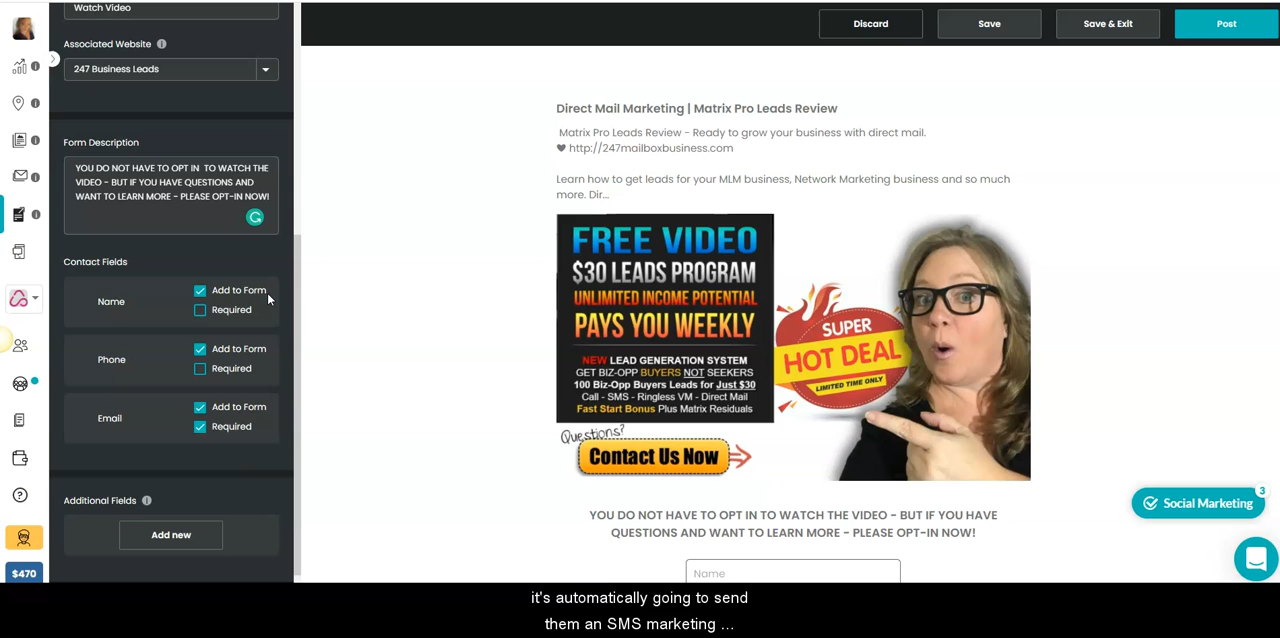 Watch Video
Associated Website
247 Business Leads
Form Description
YOU DO NOT HAVE TO OPT IN TO WATCH THE
VIDEO - BUT IF YOU HAVE QUESTIONS AND
WANT TO LEARN MORE - PLEASE OPT-IN NOW!
Contact Fields
Name
Add to Form
Required
Phone
Add to Form
Required
Email
Add to Form
Required
Additional Fields
Add new
$470
Discard
Save
Save & Exit
Post
Direct Mail Marketing | Matrix Pro Leads Review
Matrix Pro Leads Review - Ready to grow your business with direct mail.
♥ http://247mailboxbusiness.com
Learn how to get leads for your MLM business, Network Marketing business and so much
more. Dir...
FREE VIDEO
$30 LEADS PROGRAM
UNLIMITED INCOME POTENTIAL
PAYS YOU WEEKLY
NEW LEAD GENERATION SYSTEM
GET BIZ-OPP BUYERS NOT SEEKERS
100 Biz-Opp Buyers Leads for Just $30
Call - SMS - Ringless VM - Direct Mail
Fast Start Bonus Plus Matrix Residuals
SUPER
HOT DEAL
LIMITED TIME ONLY
Questions?
Contact Us Now
YOU DO NOT HAVE TO OPT IN TO WATCH THE VIDEO - BUT IF YOU HAVE
QUESTIONS AND WANT TO LEARN MORE - PLEASE OPT-IN NOW!
Name
Social Marketing
3
it's automatically going to send
them an SMS marketing ...